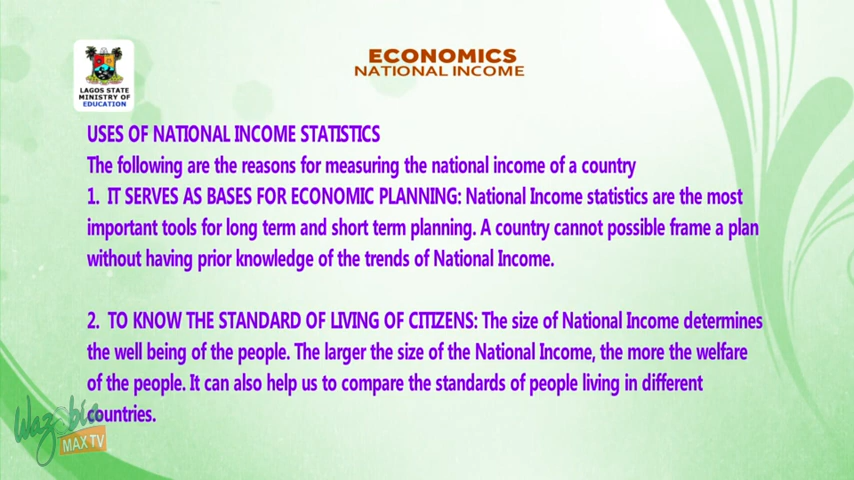 ECONOMICS
NATIONAL INCOME
LAGOS STATE
MINISTRY OF
EDUCATION
USES OF NATIONAL INCOME STATISTICS
The following are the reasons for measuring the national income of a country
1. IT SERVES AS BASES FOR ECONOMIC PLANNING: National Income statistics are the most
important tools for long term and short term planning. A country cannot possible frame a plan
without having prior knowledge of the trends of National Income.
2. TO KNOW THE STANDARD OF LIVING OF CITIZENS: The size of National Income determines
the well being of the people. The larger the size of the National Income, the more the welfare
of the people. It can also help us to compare the standards of people living in different
countries.
Wazobia
MAX TV